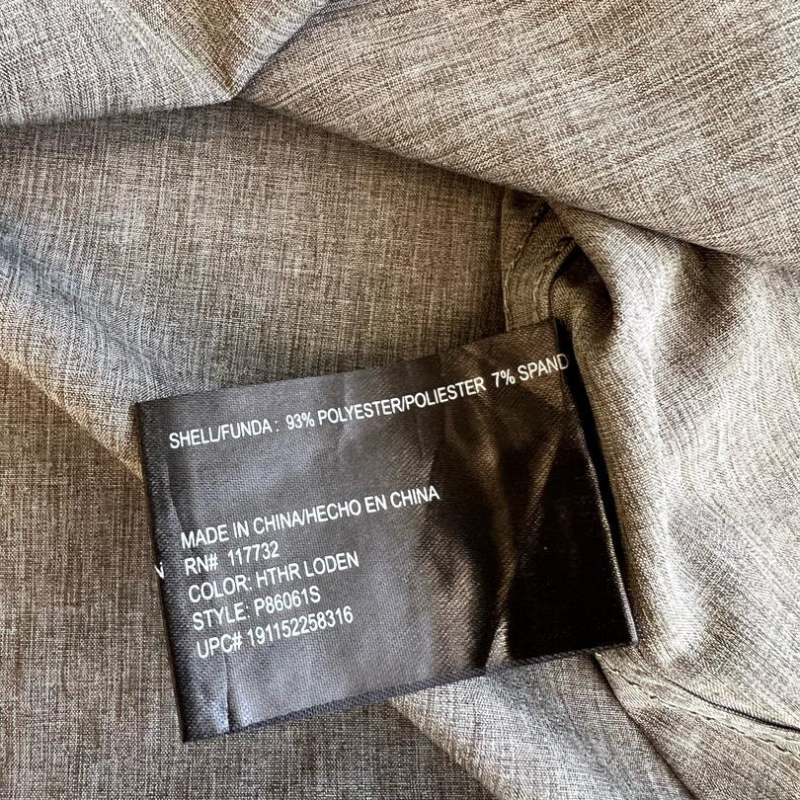 SHELL/FUNDA : 93% POLYESTER/POLIESTER 7% SPAND
MADE IN CHINA/HECHO EN CHINA
RN# 117732
COLOR: HTHR LODEN
STYLE: P86061S
UPC# 191152258316